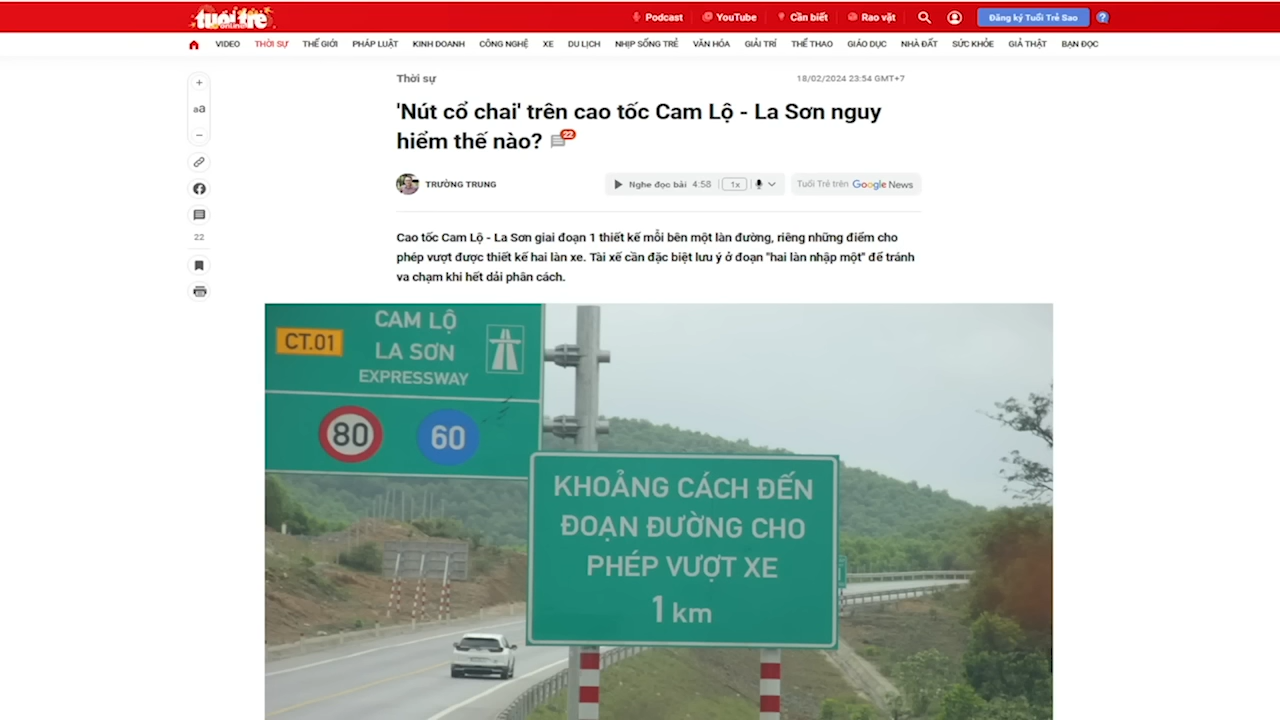 tuổi trẻ
online
Podcast YouTube Cần biết Rao vặt Đăng ký Tuổi Trẻ Sao ?
VIDEO THỜI SỰ THẾ GIỚI PHÁP LUẬT KINH DOANH CÔNG NGHỆ XE DU LỊCH NHỊP SỐNG TRẺ VĂN HÓA GIẢI TRÍ THỂ THAO GIÁO DỤC NHÀ ĐẤT SỨC KHỎE GIẢ THẬT BẠN ĐỌC
+
aa
−
22
Thời sự 18/02/2024 23:54 GMT+7
'Nút cổ chai' trên cao tốc Cam Lộ - La Sơn nguy
hiểm thế nào? 22
TRƯỜNG TRUNG Nghe đọc bài 4:58 1x Tuổi Trẻ trên Google News
Cao tốc Cam Lộ - La Sơn giai đoạn 1 thiết kế mỗi bên một làn đường, riêng những điểm cho
phép vượt được thiết kế hai làn xe. Tài xế cần đặc biệt lưu ý ở đoạn "hai làn nhập một" để tránh
va chạm khi hết dải phân cách.
CT.01
CAM LỘ
LA SƠN
EXPRESSWAY
80 60
KHOẢNG CÁCH ĐẾN
ĐOẠN ĐƯỜNG CHO
PHÉP VƯỢT XE
1 km